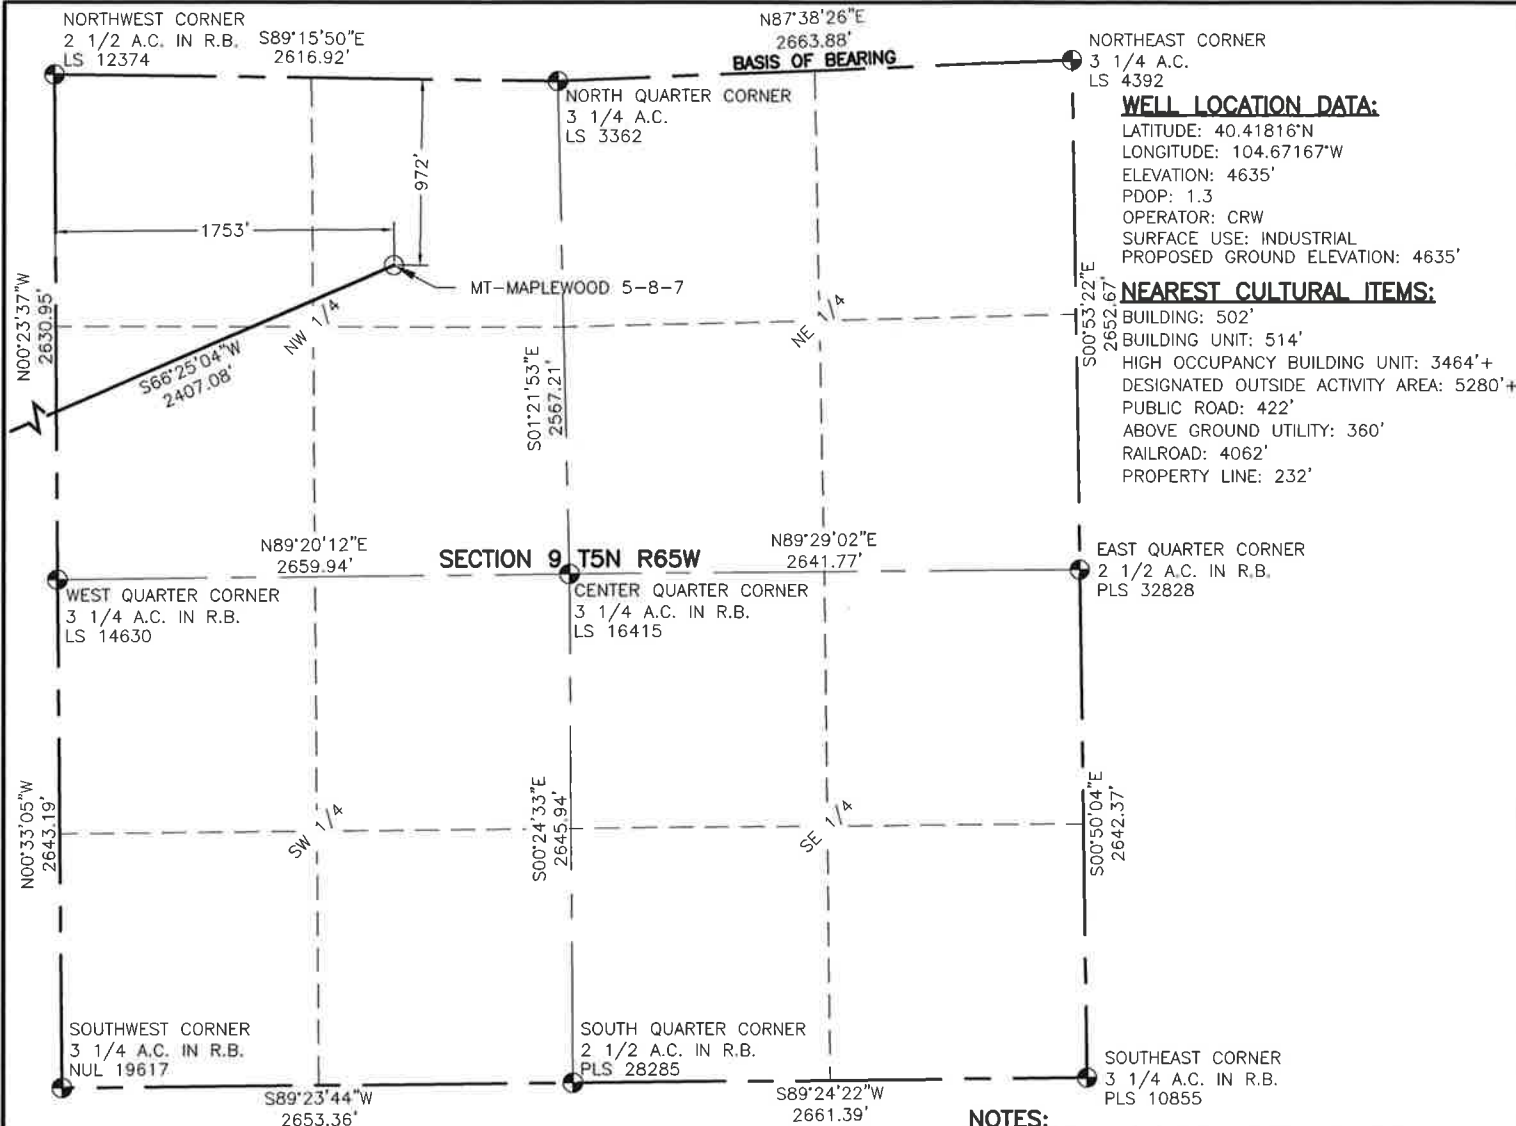 NORTHWEST CORNER
2 1/2 A.C. IN R.B.
LS 12374
S89°15'50"E
2616.92'
N87°38'26"E
2663.88'
BASIS OF BEARING
NORTHEAST CORNER
3 1/4 A.C.
LS 4392
NORTH QUARTER CORNER
3 1/4 A.C.
LS 3362
WELL LOCATION DATA:
LATITUDE: 40.41816°N
LONGITUDE: 104.67167°W
ELEVATION: 4635'
PDOP: 1.3
OPERATOR: CRW
SURFACE USE: INDUSTRIAL
PROPOSED GROUND ELEVATION: 4635'
972'
1753'
MT-MAPLEWOOD 5-8-7
N00°23'37"W
2630.95'
S66°25'04"W
2407.08'
NW 1/4
S01°21'53"E
2567.21'
NE 1/4
S00°53'22"E
2652.67'
NEAREST CULTURAL ITEMS:
BUILDING: 502'
BUILDING UNIT: 514'
HIGH OCCUPANCY BUILDING UNIT: 3464'+
DESIGNATED OUTSIDE ACTIVITY AREA: 5280'+
PUBLIC ROAD: 422'
ABOVE GROUND UTILITY: 360'
RAILROAD: 4062'
PROPERTY LINE: 232'
N89°20'12"E
2659.94'
SECTION 9 T5N R65W
N89°29'02"E
2641.77'
EAST QUARTER CORNER
2 1/2 A.C. IN R.B.
PLS 32828
WEST QUARTER CORNER
3 1/4 A.C. IN R.B.
LS 14630
CENTER QUARTER CORNER
3 1/4 A.C. IN R.B.
LS 16415
N00°33'05"W
2643.19'
SW 1/4
S00°24'33"E
2645.94'
SE 1/4
S00°50'04"E
2642.37'
SOUTHWEST CORNER
3 1/4 A.C. IN R.B.
NUL 19617
SOUTH QUARTER CORNER
2 1/2 A.C. IN R.B.
PLS 28285
SOUTHEAST CORNER
3 1/4 A.C. IN R.B.
PLS 10855
S89°23'44"W
2653.36'
S89°24'22"W
2661.39'
NOTES: